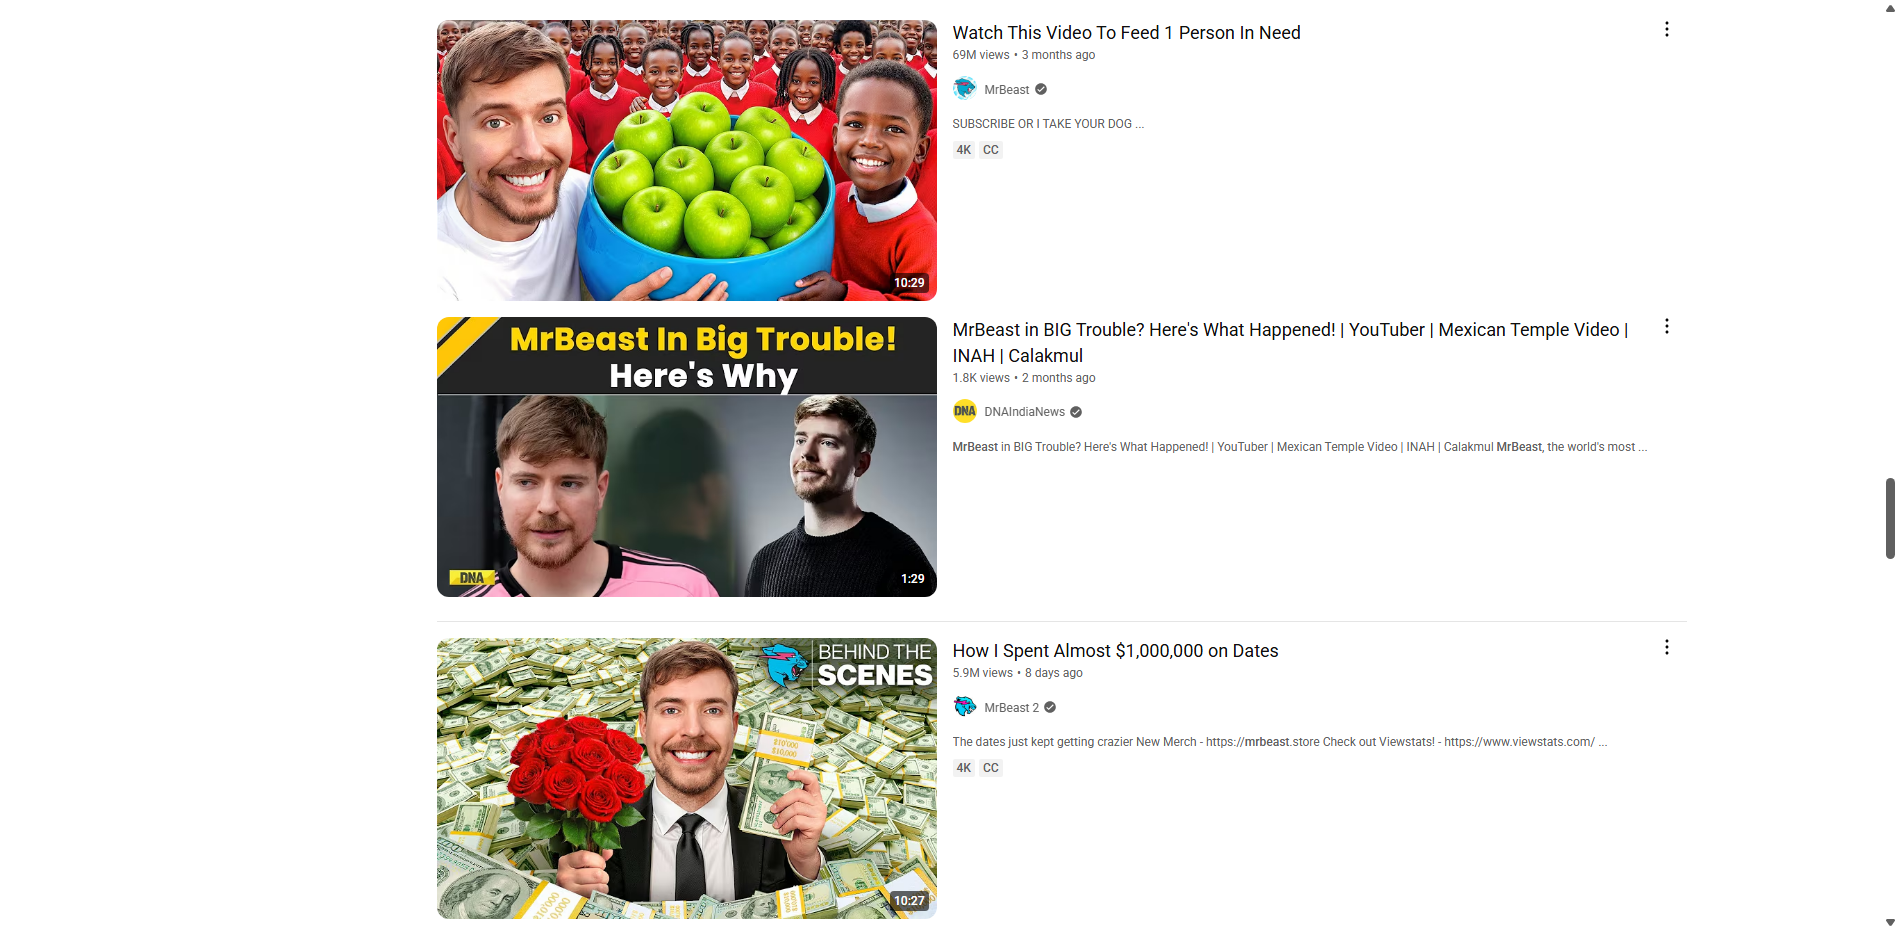 Watch This Video To Feed 1 Person In Need
69M views • 3 months ago
MrBeast
SUBSCRIBE OR I TAKE YOUR DOG ...
4K CC
10:29
MrBeast In Big Trouble!
Here's Why
DNA
1:29
MrBeast in BIG Trouble? Here's What Happened! | YouTuber | Mexican Temple Video |
INAH | Calakmul
1.8K views • 2 months ago
DNA DNAIndiaNews
MrBeast in BIG Trouble? Here's What Happened! | YouTuber | Mexican Temple Video | INAH | Calakmul MrBeast, the world's most ...
BEHIND THE
SCENES
$10'000
$10,000
10:27
How I Spent Almost $1,000,000 on Dates
5.9M views • 8 days ago
MrBeast 2
The dates just kept getting crazier New Merch - https://mrbeast.store Check out Viewstats! - https://www.viewstats.com/ ...
4K CC